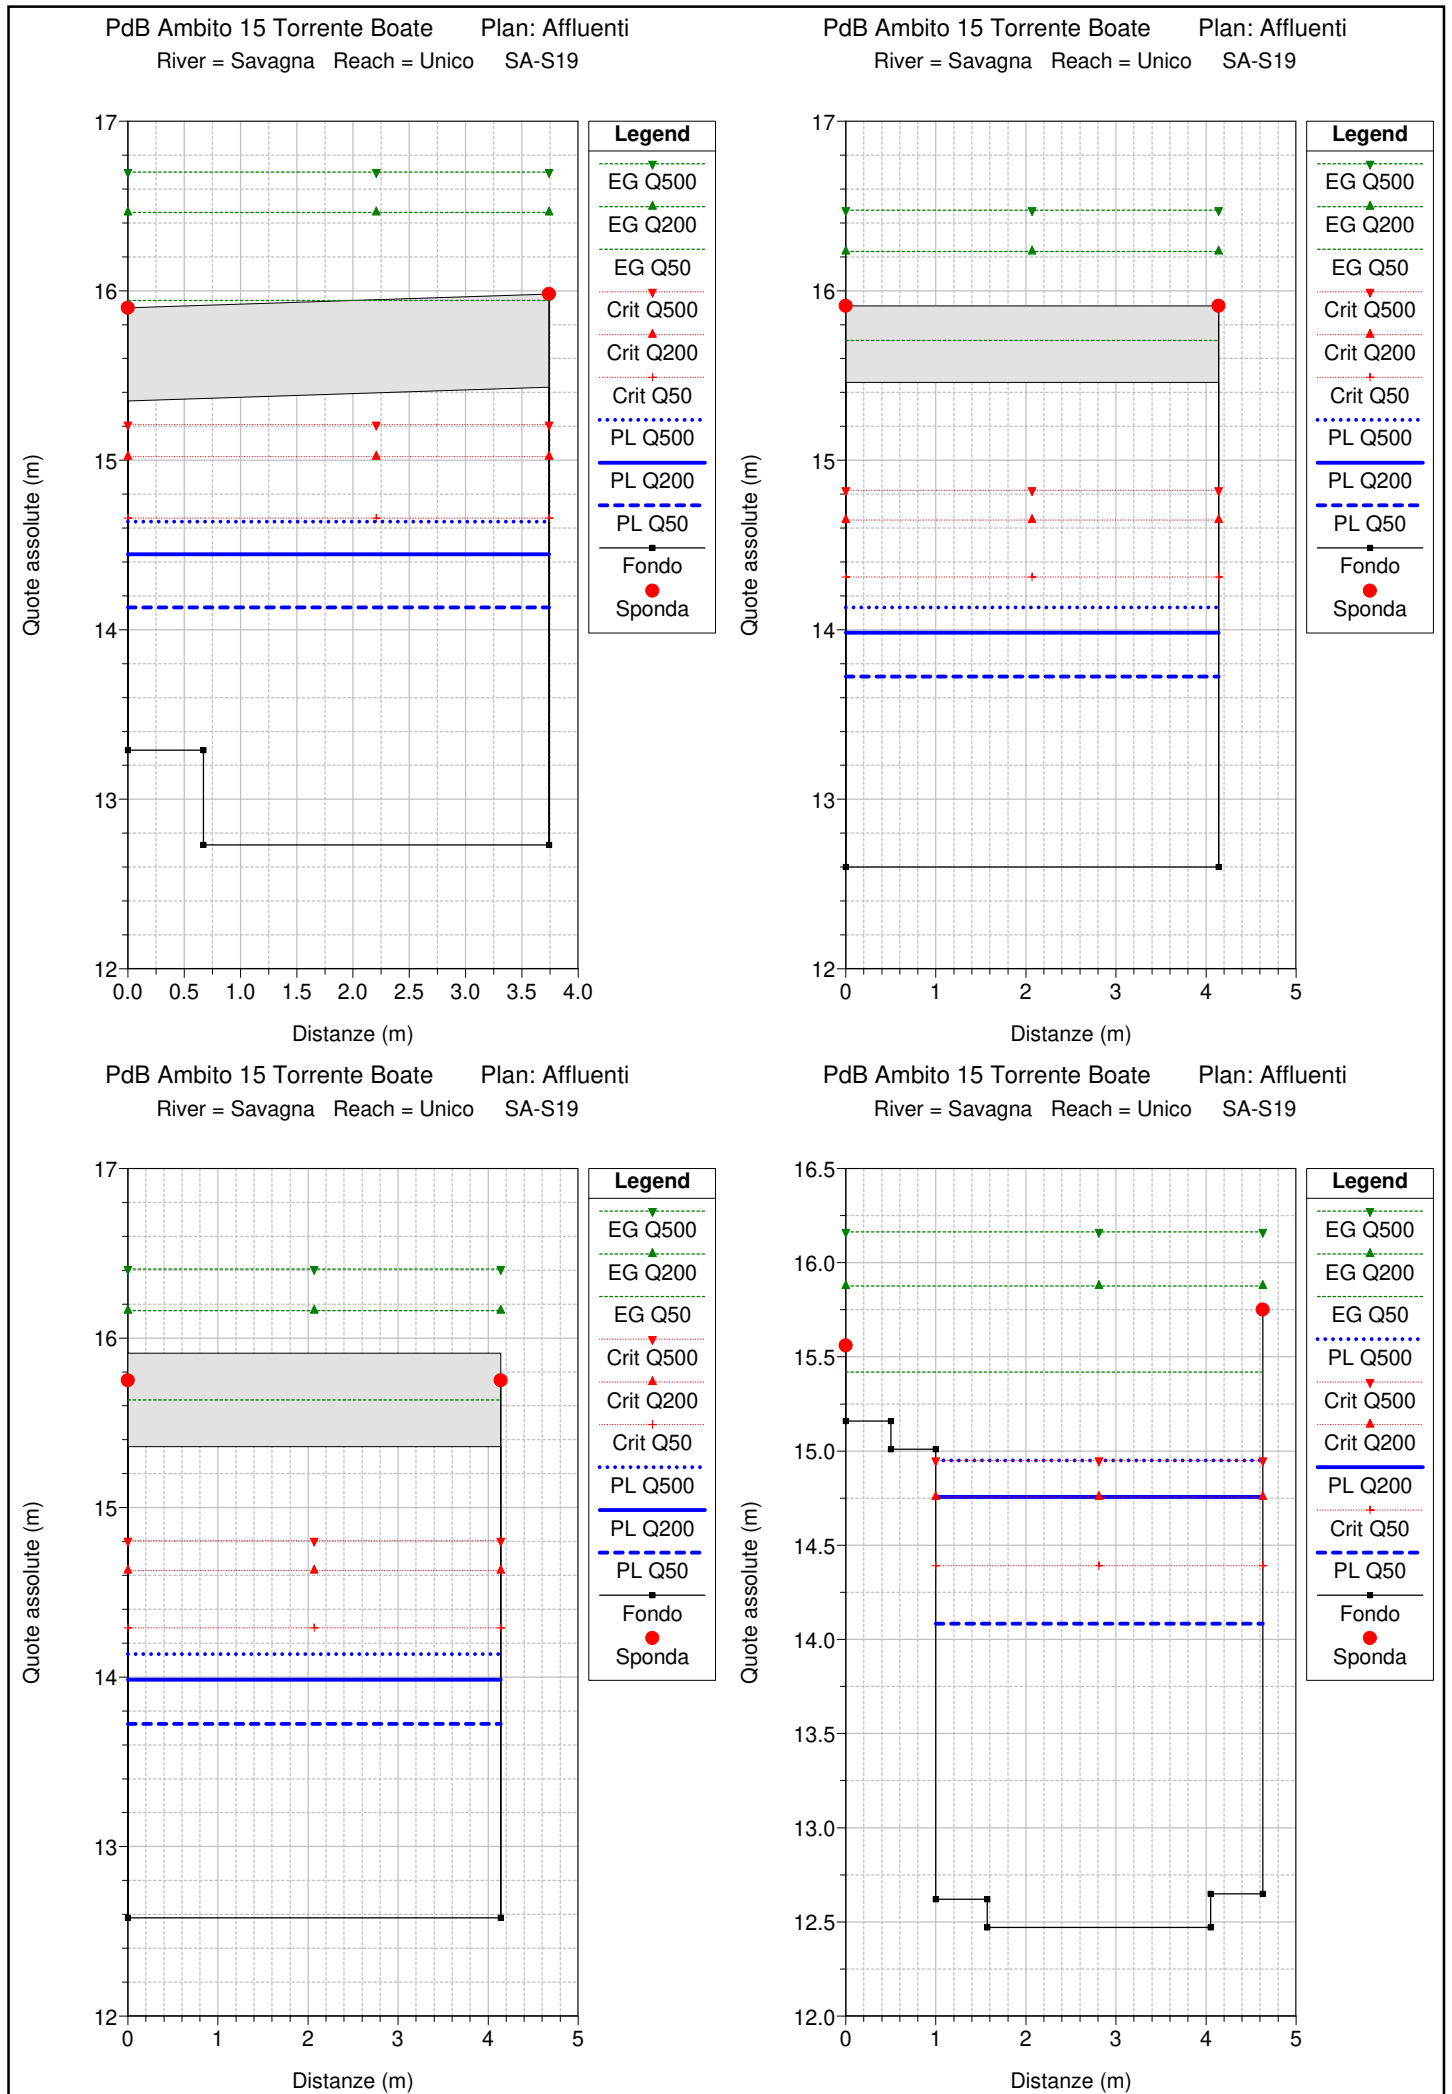 PdB Ambito 15 Torrente Boate Plan: Affluenti
River = Savagna Reach = Unico SA-S19
17
16
15
14
13
12
0.0 0.5 1.0 1.5 2.0 2.5 3.0 3.5 4.0
Distanze (m)
Quote assolute (m)
Legend
EG Q500
EG Q200
EG Q50
Crit Q500
Crit Q200
Crit Q50
PL Q500
PL Q200
PL Q50
Fondo
Sponda
PdB Ambito 15 Torrente Boate Plan: Affluenti
River = Savagna Reach = Unico SA-S19
17
16
15
14
13
12
0 1 2 3 4 5
Distanze (m)
Quote assolute (m)
Legend
EG Q500
EG Q200
EG Q50
Crit Q500
Crit Q200
Crit Q50
PL Q500
PL Q200
PL Q50
Fondo
Sponda
PdB Ambito 15 Torrente Boate Plan: Affluenti
River = Savagna Reach = Unico SA-S19
17
16
15
14
13
12
0 1 2 3 4 5
Distanze (m)
Quote assolute (m)
Legend
EG Q500
EG Q200
EG Q50
Crit Q500
Crit Q200
Crit Q50
PL Q500
PL Q200
PL Q50
Fondo
Sponda
PdB Ambito 15 Torrente Boate Plan: Affluenti
River = Savagna Reach = Unico SA-S19
16.5
16.0
15.5
15.0
14.5
14.0
13.5
13.0
12.5
12.0
0 1 2 3 4 5
Distanze (m)
Quote assolute (m)
Legend
EG Q500
EG Q200
EG Q50
PL Q500
Crit Q500
Crit Q200
PL Q200
Crit Q50
PL Q50
Fondo
Sponda